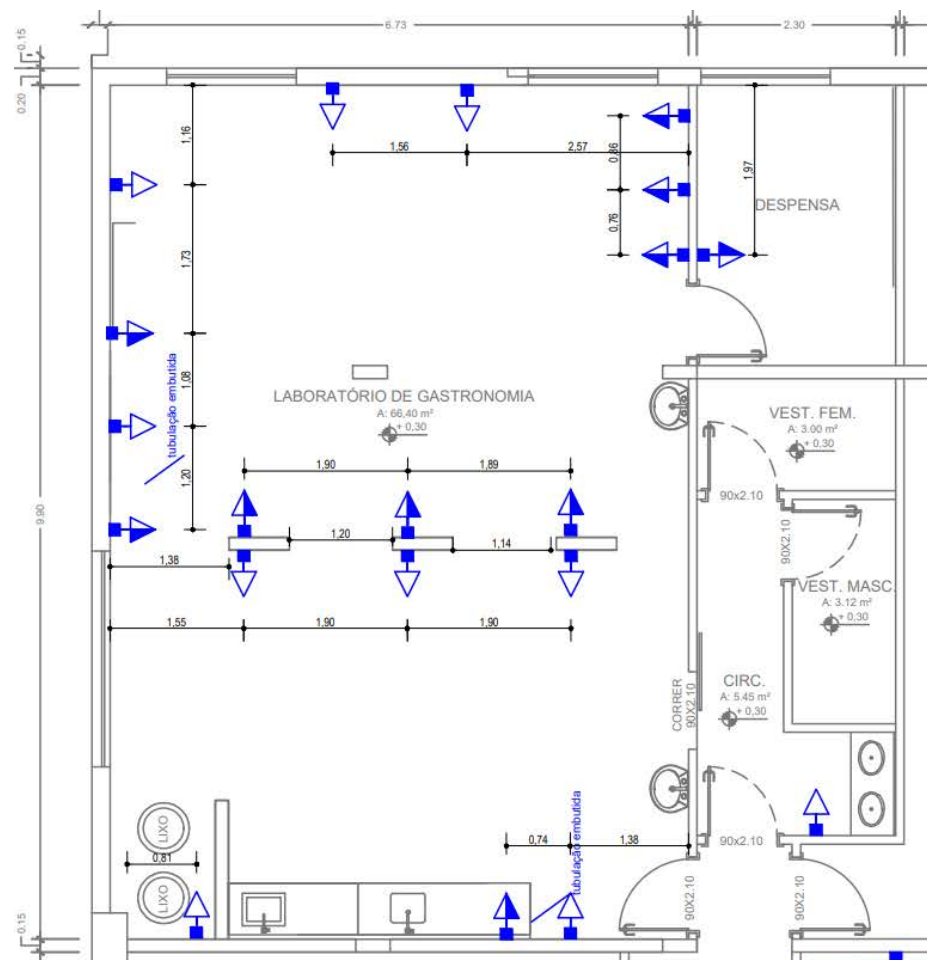 6.73
2.30
0.15
0.20
1,16
1,56
2,57
0,86
1,97
0,76
DESPENSA
1,73
tubulação embutida
1,08
LABORATÓRIO DE GASTRONOMIA
A: 66,40 m²
+ 0,30
VEST. FEM.
A: 3.00 m²
+ 0,30
1,90
1,89
1,20
90x2.10
9.90
1,20
1,14
90X2.10
1,38
VEST. MASC.
A: 3.12 m²
+ 0,30
1,55
1,90
1,90
CORRER
90X2.10
CIRC.
A: 5.45 m²
+ 0,30
LIXO
0,81
LIXO
0,74
1,38
tubulação embutida
90x2.10
90X2.10
90X2.10
0.15